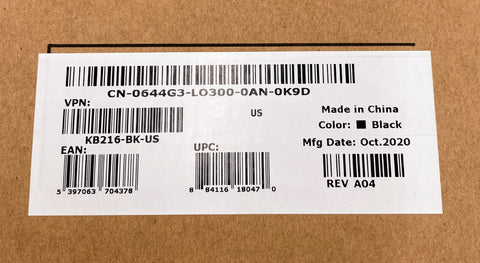 CN-0644G3-LO300-0AN-0K9D
VPN:
US
KB216-BK-US
Made in China
Color: Black
Mfg Date: Oct.2020
EAN:
5 397063 704378
UPC:
8 84116 18047 0
REV A04